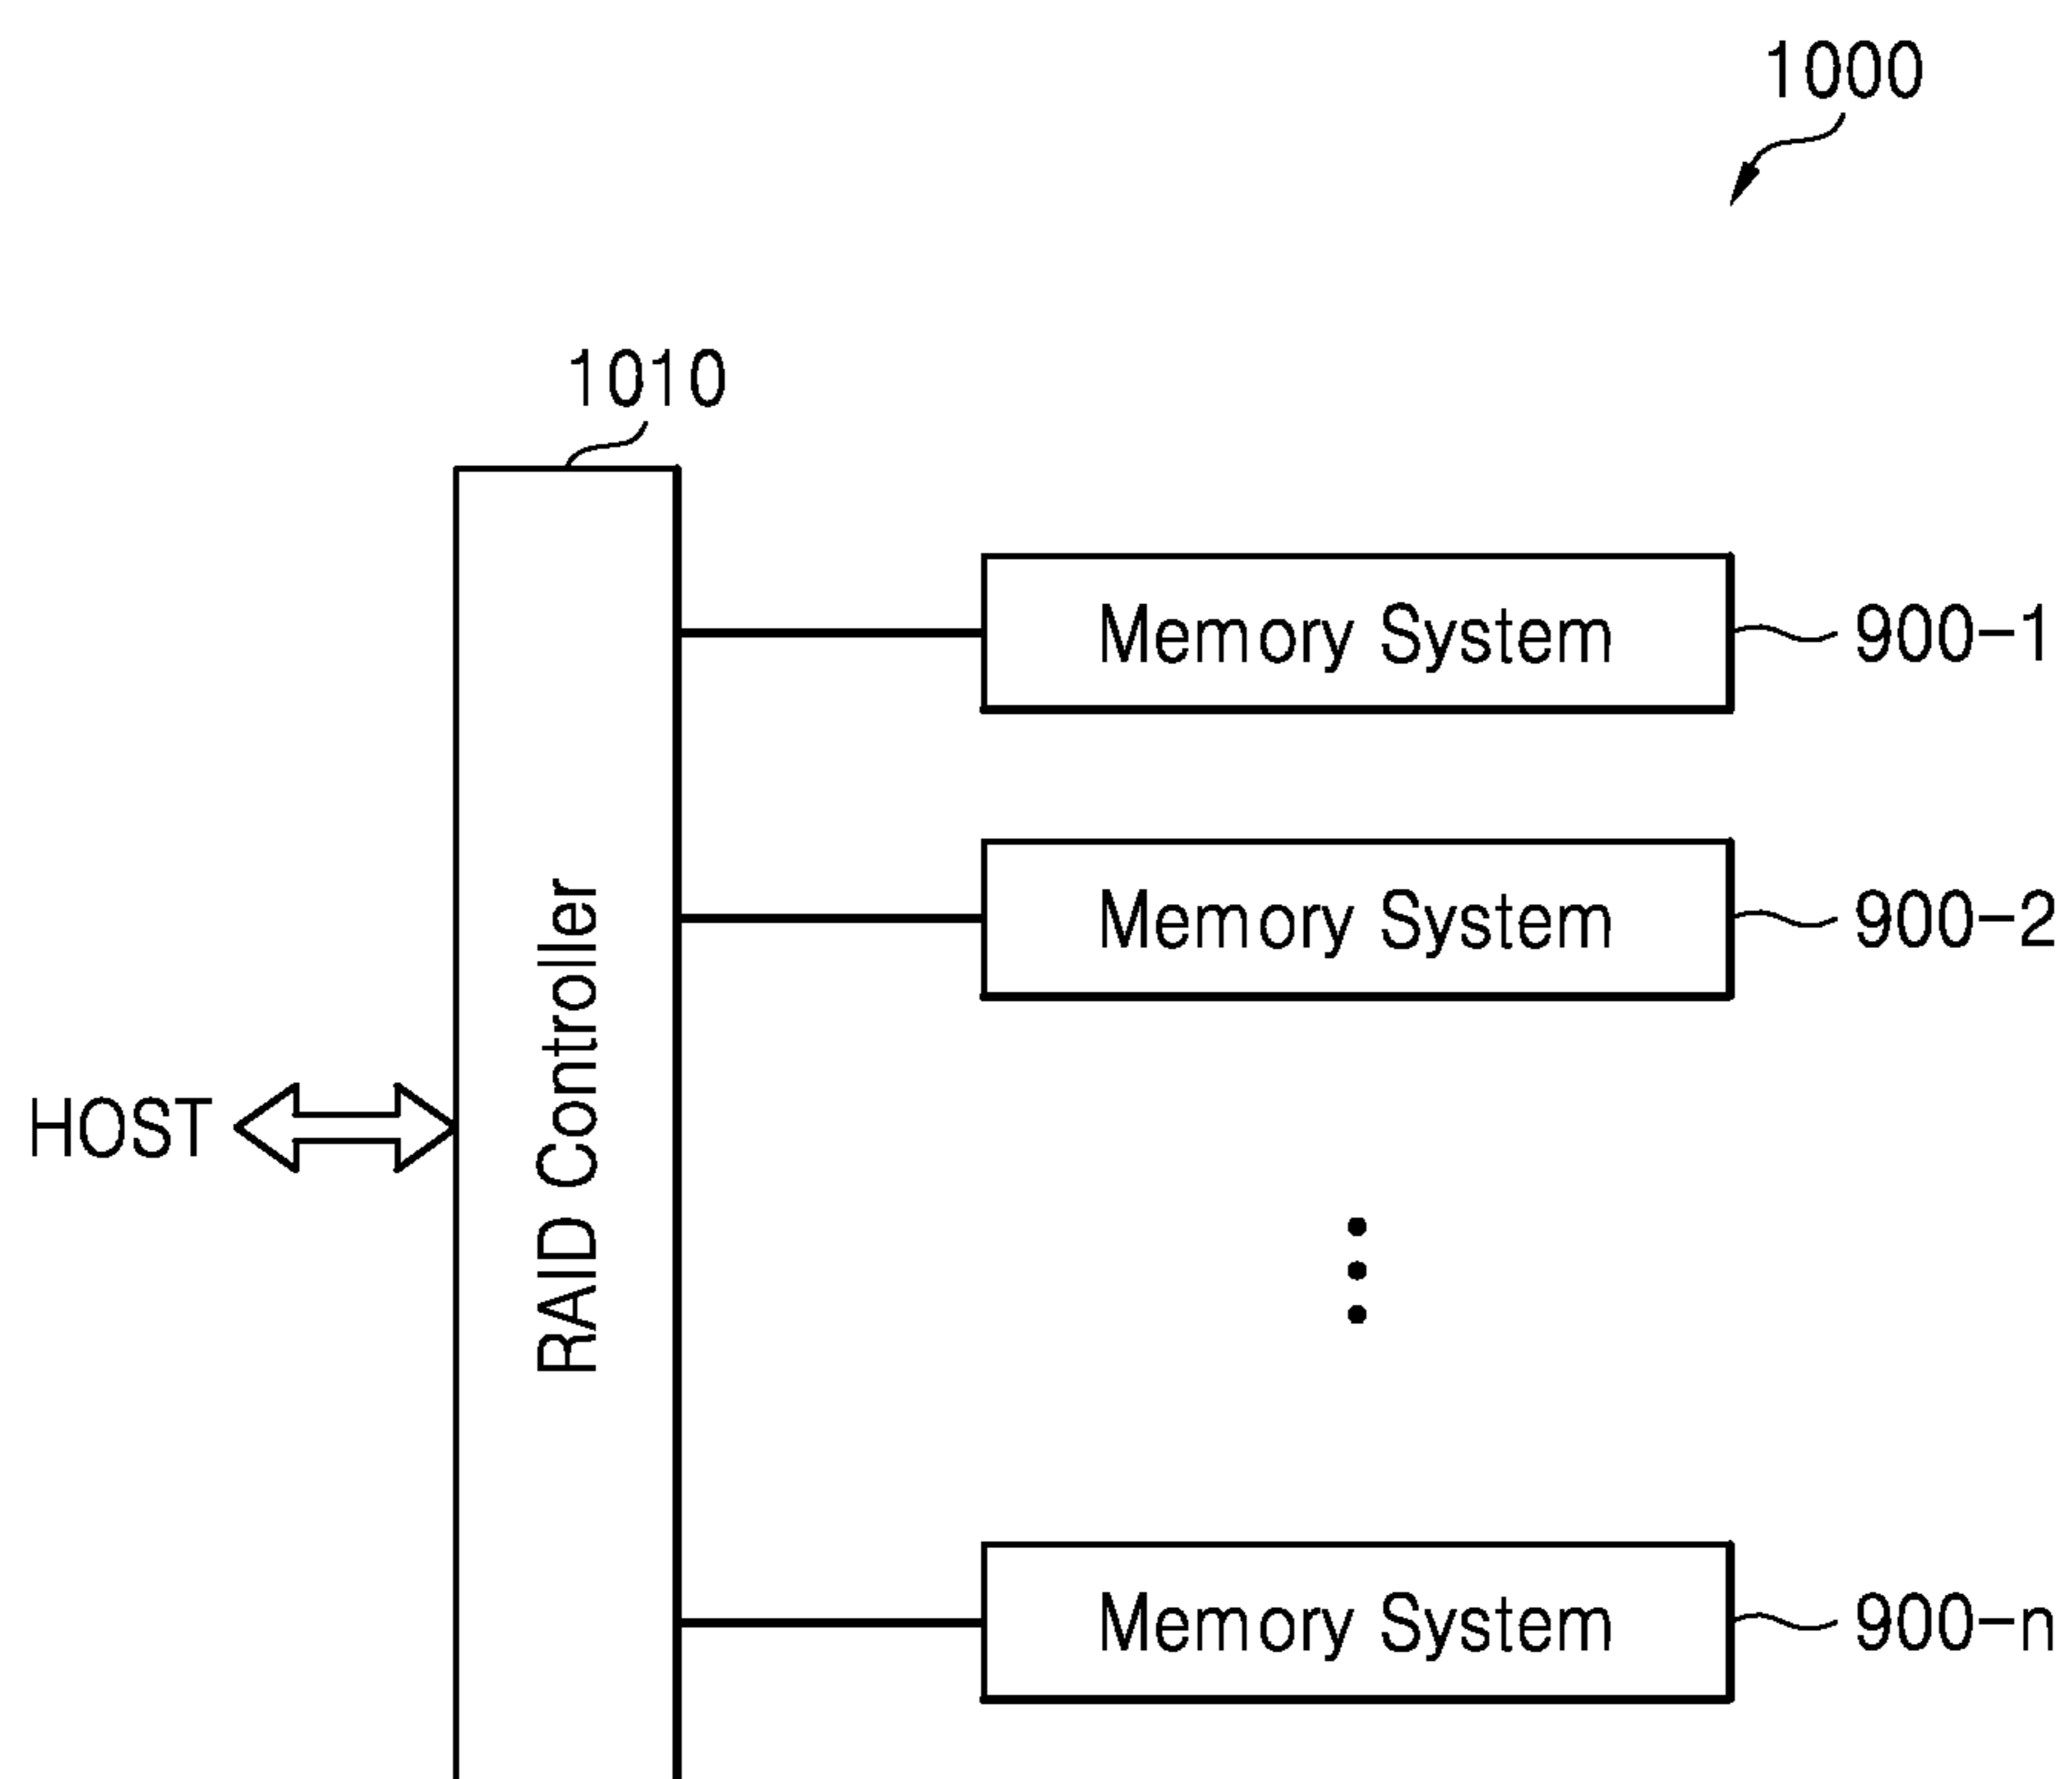 1000
1010
Memory System 900-1
Memory System 900-2
HOST
RAID Controller
Memory System 900-n